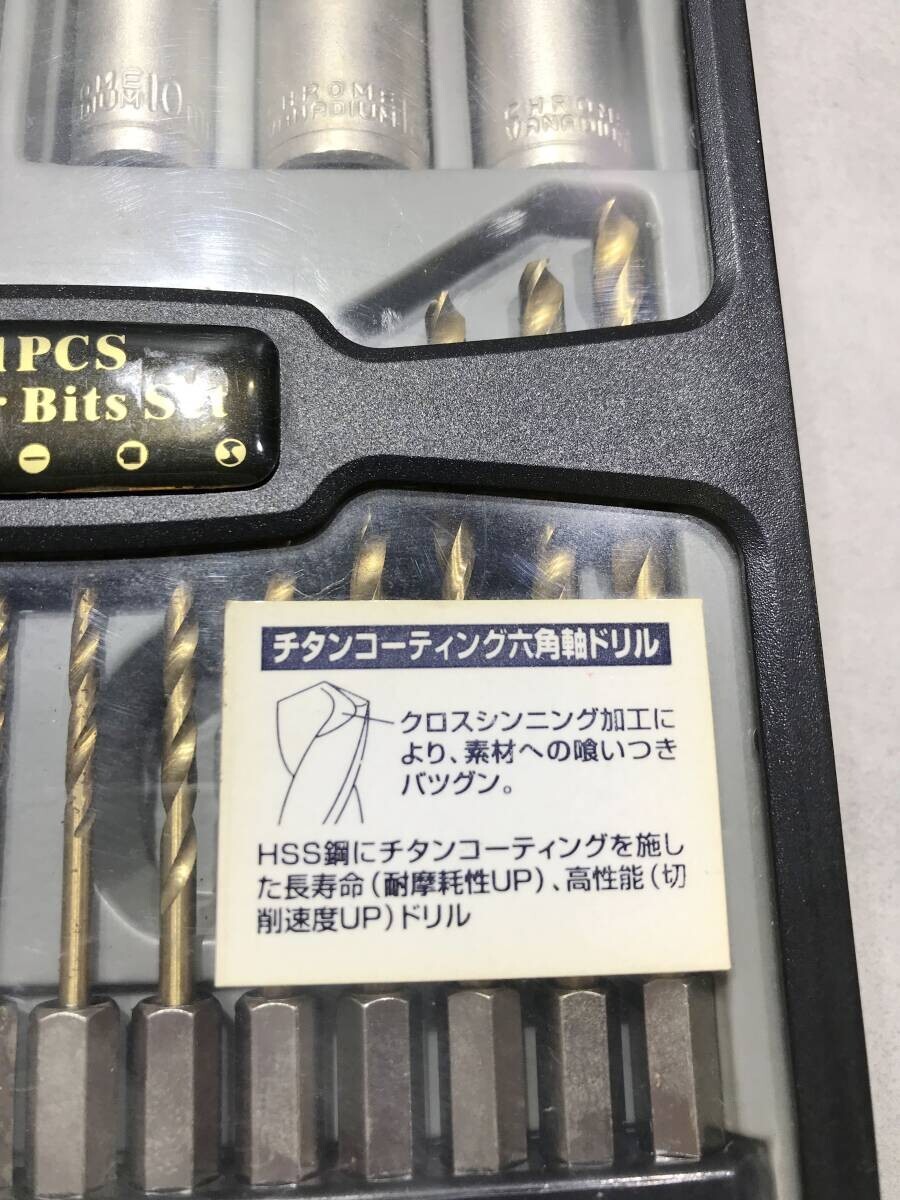 CHROME
VANADIUM
1PCS
Bits Set
チタンコーティング六角軸ドリル
クロスシンニング加工に
より、素材への喰いつき
バツグン。
HSS鋼にチタンコーティングを施し
た長寿命(耐摩耗性UP)、高性能(切
削速度UP)ドリル